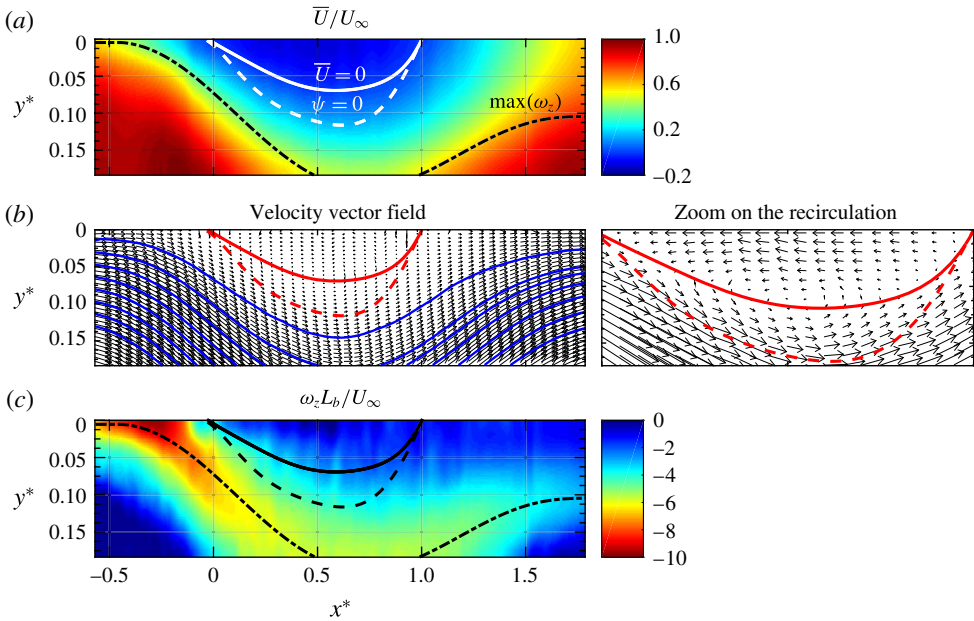 (a)
U̅/U∞
0
0.05
0.10
0.15
y*
U̅ = 0
ψ = 0
max(ω_z)
1.0
0.6
0.2
−0.2
(b)
Velocity vector field
Zoom on the recirculation
0
0.05
0.10
0.15
y*
(c)
ω_z L_b/U∞
0
0.05
0.10
0.15
y*
0
−2
−4
−6
−8
−10
−0.5 0 0.5 1.0 1.5
x*